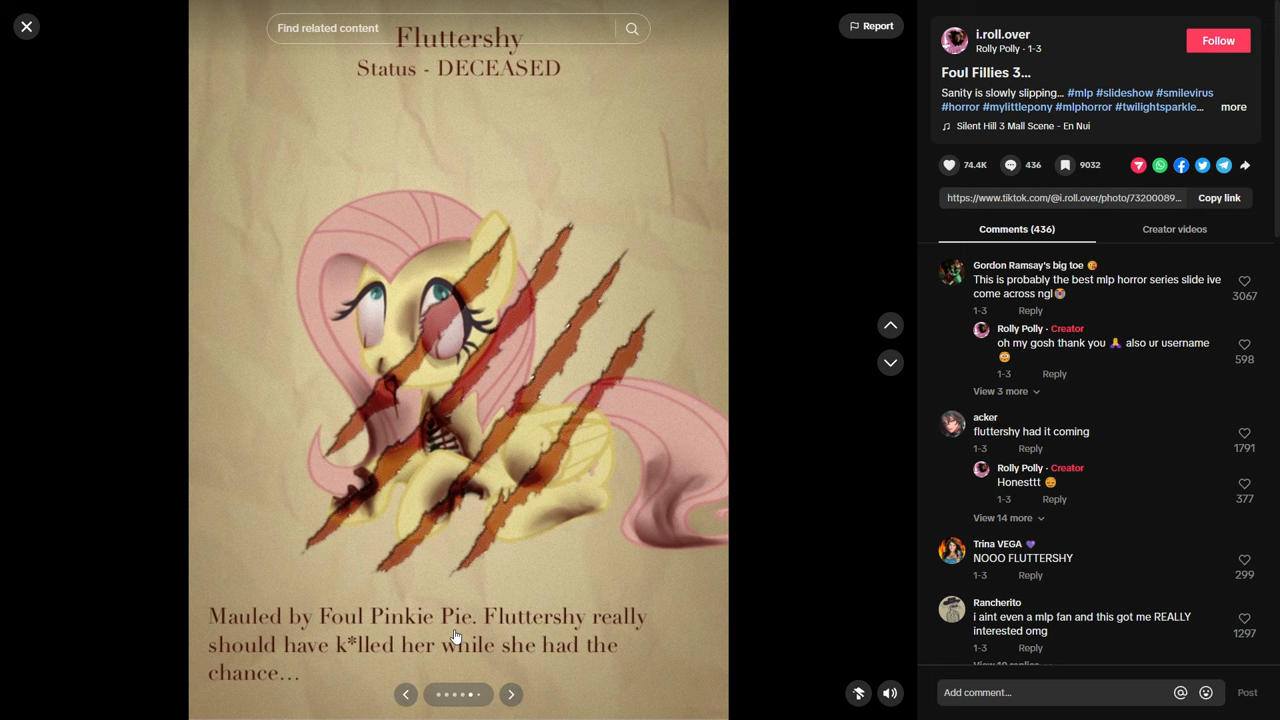 Find related content
Report
Fluttershy
Status - DECEASED
Mauled by Foul Pinkie Pie. Fluttershy really
should have k*lled her while she had the
chance…
i.roll.over
Rolly Polly · 1-3
Follow
Foul Fillies 3...
Sanity is slowly slipping... #mlp #slideshow #smilevirus
#horror #mylittlepony #mlphorror #twilightsparkle... more
Silent Hill 3 Mall Scene - En Nui
74.4K 436 9032
https://www.tiktok.com/@i.roll.over/photo/73200089... Copy link
Comments (436) Creator videos
Gordon Ramsay's big toe 😘
This is probably the best mlp horror series slide ive
come across ngl😭
3067
1-3 Reply
Rolly Polly · Creator
oh my gosh thank you 🙏 also ur username
598
1-3 Reply
View 3 more
acker
fluttershy had it coming
1791
1-3 Reply
Rolly Polly · Creator
Honesttt
377
1-3 Reply
View 14 more
Trina VEGA 💜
NOOO FLUTTERSHY
299
1-3 Reply
Rancherito
i aint even a mlp fan and this got me REALLY
interested omg
1297
1-3 Reply
View 10 replies
Add comment...
Post